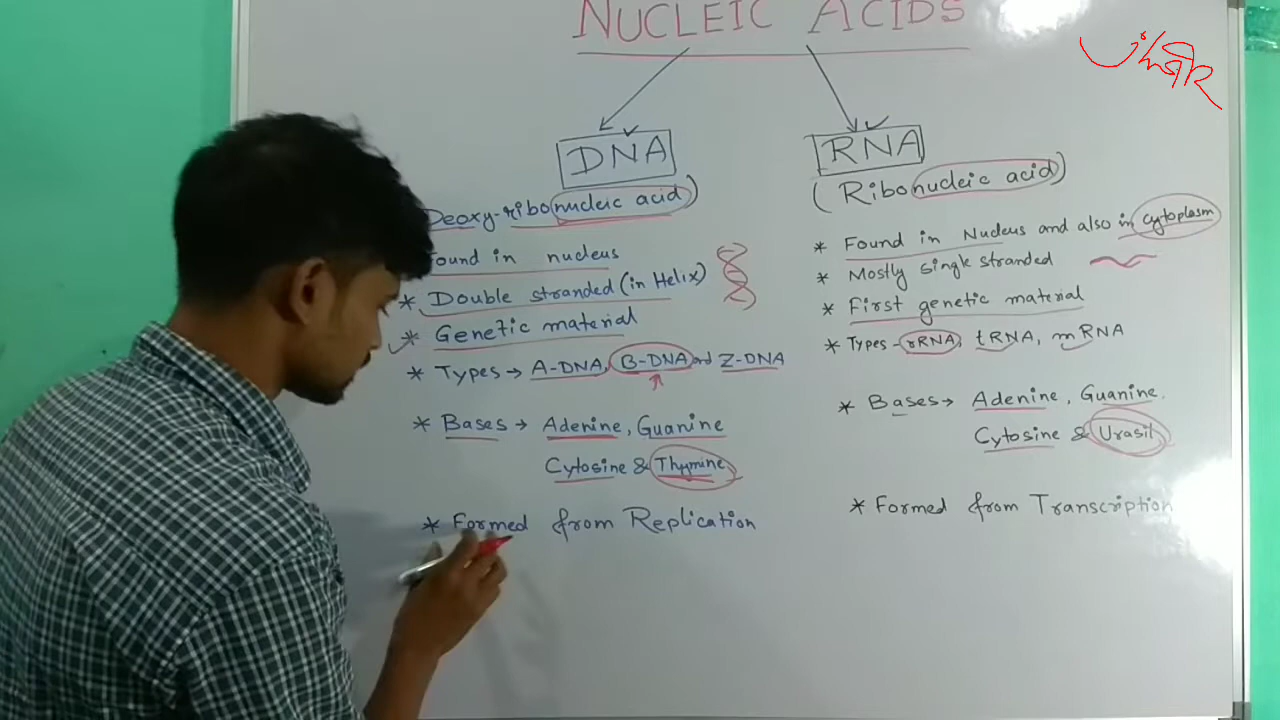 NUCLEIC ACIDS
DNA
Deoxy-ribonucleic acid)
Found in nucleus
* Double stranded (in Helix)
* Genetic material
* Types → A-DNA, B-DNA and Z-DNA
* Bases → Adenine, Guanine
Cytosine & Thymine
* Formed from Replication
RNA
(Ribonucleic acid)
* Found in Nucleus and also in cytoplasm
* Mostly single stranded
* First genetic material
* Types - rRNA, tRNA, mRNA
* Bases → Adenine, Guanine.
Cytosine & Urasil
* Formed from Transcription